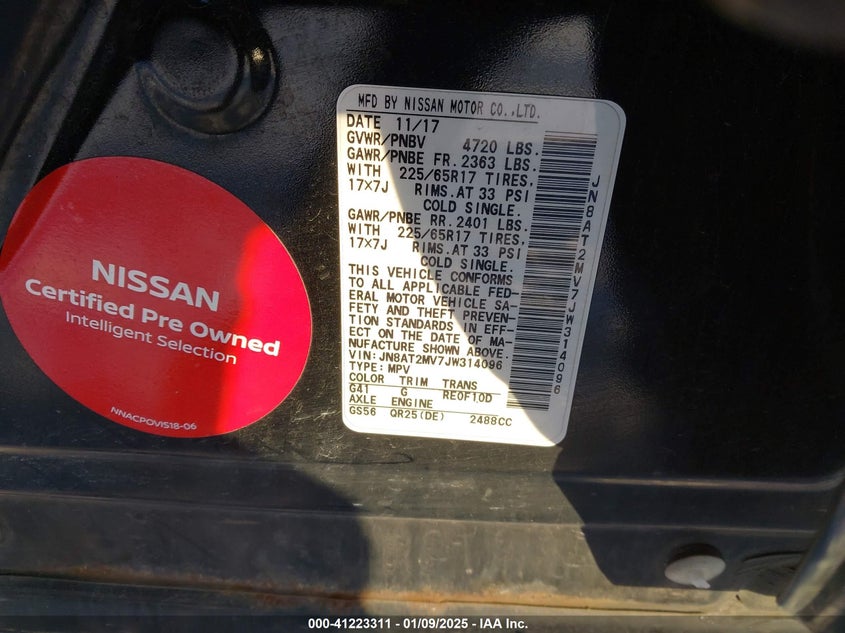 MFD BY NISSAN MOTOR CO.,LTD.
DATE 11/17
GVWR/PNBV 4720 LBS.
GAWR/PNBE FR. 2363 LBS.
WITH 225/65R17 TIRES,
17×7J RIMS.AT 33 PSI
COLD SINGLE.
GAWR/PNBE RR. 2401 LBS.
WITH 225/65R17 TIRES,
17×7J RIMS.AT 33 PSI
COLD SINGLE.
THIS VEHICLE CONFORMS
TO ALL APPLICABLE FED-
ERAL MOTOR VEHICLE SA-
FETY AND THEFT PREVEN-
TION STANDARDS IN EFF-
ECT ON THE DATE OF MA-
NUFACTURE SHOWN ABOVE.
VIN: JN8AT2MV7JW314096
TYPE: MPV
COLOR TRIM TRANS
G41 G RE0F10D
AXLE ENGINE
GS56 QR25(DE) 2488CC
JN8AT2MV7JW314096
NISSAN
Certified Pre Owned
Intelligent Selection
NNACPOVIS18-06
000-41223311 - 01/09/2025 - IAA Inc.